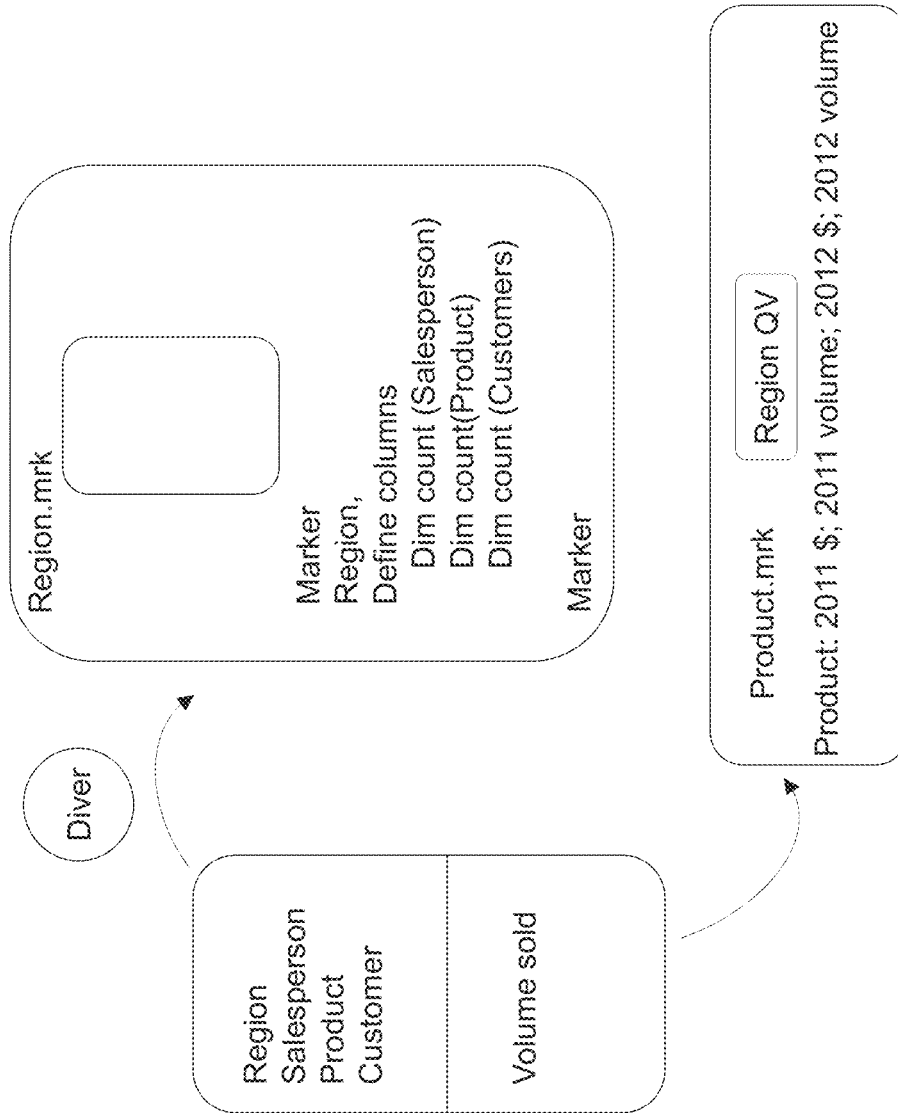 Diver
Region
Salesperson
Product
Customer
Volume sold
Region.mrk
Marker
Region,
Define columns
Dim count (Salesperson)
Dim count(Product)
Dim count (Customers)
Marker
Product.mrk
Region QV
Product: 2011 $; 2011 volume; 2012 $; 2012 volume